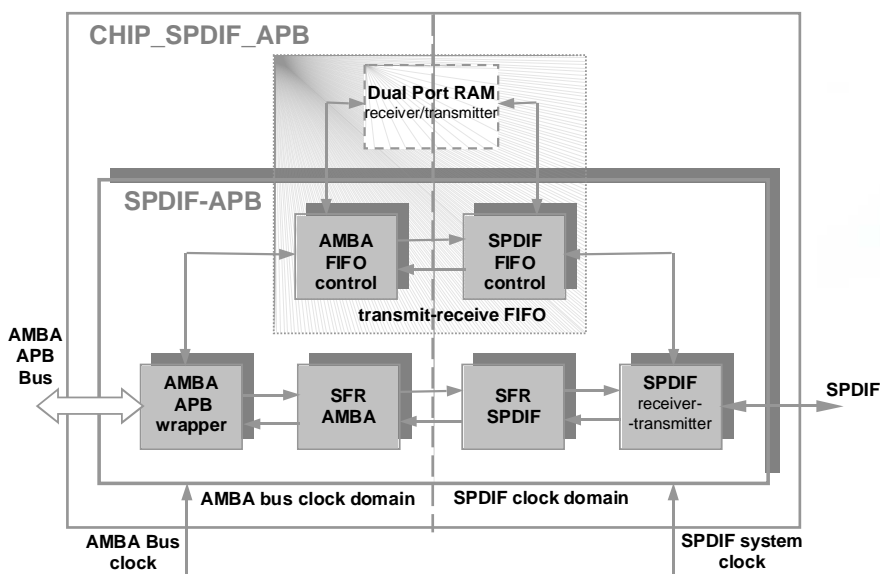 CHIP_SPDIF_APB
Dual Port RAM
receiver/transmitter
SPDIF-APB
AMBA
FIFO
control
SPDIF
FIFO
control
transmit-receive FIFO
AMBA
APB
Bus
AMBA
APB
wrapper
SFR
AMBA
SFR
SPDIF
SPDIF
receiver-
-transmitter
SPDIF
AMBA bus clock domain
SPDIF clock domain
AMBA Bus
clock
SPDIF system
clock